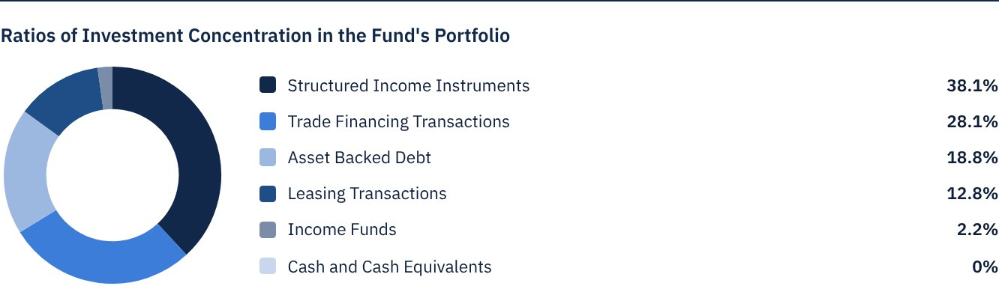 Ratios of Investment Concentration in the Fund's Portfolio
Structured Income Instruments 38.1%
Trade Financing Transactions 28.1%
Asset Backed Debt 18.8%
Leasing Transactions 12.8%
Income Funds 2.2%
Cash and Cash Equivalents 0%